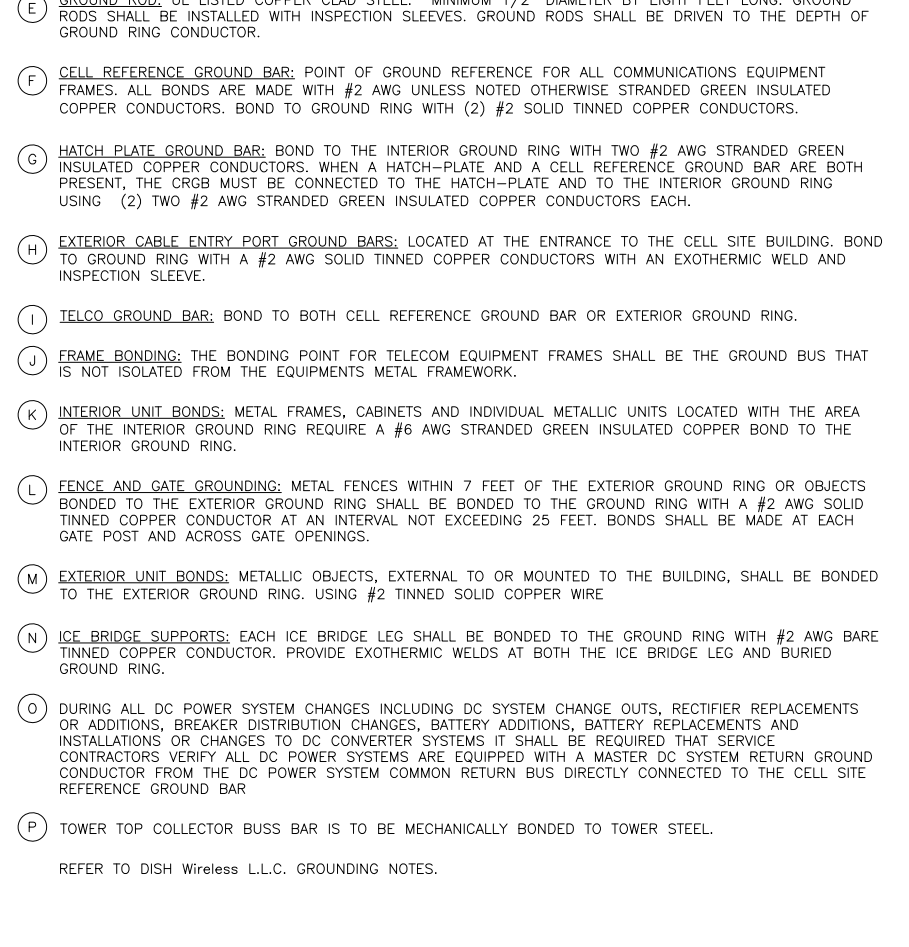 E GROUND ROD: UL LISTED COPPER CLAD STEEL. MINIMUM 1/2" DIAMETER BY EIGHT FEET LONG. GROUND
RODS SHALL BE INSTALLED WITH INSPECTION SLEEVES. GROUND RODS SHALL BE DRIVEN TO THE DEPTH OF
GROUND RING CONDUCTOR.
F CELL REFERENCE GROUND BAR: POINT OF GROUND REFERENCE FOR ALL COMMUNICATIONS EQUIPMENT
FRAMES. ALL BONDS ARE MADE WITH #2 AWG UNLESS NOTED OTHERWISE STRANDED GREEN INSULATED
COPPER CONDUCTORS. BOND TO GROUND RING WITH (2) #2 SOLID TINNED COPPER CONDUCTORS.
G HATCH PLATE GROUND BAR: BOND TO THE INTERIOR GROUND RING WITH TWO #2 AWG STRANDED GREEN
INSULATED COPPER CONDUCTORS. WHEN A HATCH-PLATE AND A CELL REFERENCE GROUND BAR ARE BOTH
PRESENT, THE CRGB MUST BE CONNECTED TO THE HATCH-PLATE AND TO THE INTERIOR GROUND RING
USING (2) TWO #2 AWG STRANDED GREEN INSULATED COPPER CONDUCTORS EACH.
H EXTERIOR CABLE ENTRY PORT GROUND BARS: LOCATED AT THE ENTRANCE TO THE CELL SITE BUILDING. BOND
TO GROUND RING WITH A #2 AWG SOLID TINNED COPPER CONDUCTORS WITH AN EXOTHERMIC WELD AND
INSPECTION SLEEVE.
I TELCO GROUND BAR: BOND TO BOTH CELL REFERENCE GROUND BAR OR EXTERIOR GROUND RING.
J FRAME BONDING: THE BONDING POINT FOR TELECOM EQUIPMENT FRAMES SHALL BE THE GROUND BUS THAT
IS NOT ISOLATED FROM THE EQUIPMENTS METAL FRAMEWORK.
K INTERIOR UNIT BONDS: METAL FRAMES, CABINETS AND INDIVIDUAL METALLIC UNITS LOCATED WITH THE AREA
OF THE INTERIOR GROUND RING REQUIRE A #6 AWG STRANDED GREEN INSULATED COPPER BOND TO THE
INTERIOR GROUND RING.
L FENCE AND GATE GROUNDING: METAL FENCES WITHIN 7 FEET OF THE EXTERIOR GROUND RING OR OBJECTS
BONDED TO THE EXTERIOR GROUND RING SHALL BE BONDED TO THE GROUND RING WITH A #2 AWG SOLID
TINNED COPPER CONDUCTOR AT AN INTERVAL NOT EXCEEDING 25 FEET. BONDS SHALL BE MADE AT EACH
GATE POST AND ACROSS GATE OPENINGS.
M EXTERIOR UNIT BONDS: METALLIC OBJECTS, EXTERNAL TO OR MOUNTED TO THE BUILDING, SHALL BE BONDED
TO THE EXTERIOR GROUND RING. USING #2 TINNED SOLID COPPER WIRE
N ICE BRIDGE SUPPORTS: EACH ICE BRIDGE LEG SHALL BE BONDED TO THE GROUND RING WITH #2 AWG BARE
TINNED COPPER CONDUCTOR. PROVIDE EXOTHERMIC WELDS AT BOTH THE ICE BRIDGE LEG AND BURIED
GROUND RING.
O DURING ALL DC POWER SYSTEM CHANGES INCLUDING DC SYSTEM CHANGE OUTS, RECTIFIER REPLACEMENTS
OR ADDITIONS, BREAKER DISTRIBUTION CHANGES, BATTERY ADDITIONS, BATTERY REPLACEMENTS AND
INSTALLATIONS OR CHANGES TO DC CONVERTER SYSTEMS IT SHALL BE REQUIRED THAT SERVICE
CONTRACTORS VERIFY ALL DC POWER SYSTEMS ARE EQUIPPED WITH A MASTER DC SYSTEM RETURN GROUND
CONDUCTOR FROM THE DC POWER SYSTEM COMMON RETURN BUS DIRECTLY CONNECTED TO THE CELL SITE
REFERENCE GROUND BAR
P TOWER TOP COLLECTOR BUSS BAR IS TO BE MECHANICALLY BONDED TO TOWER STEEL.
REFER TO DISH Wireless L.L.C. GROUNDING NOTES.